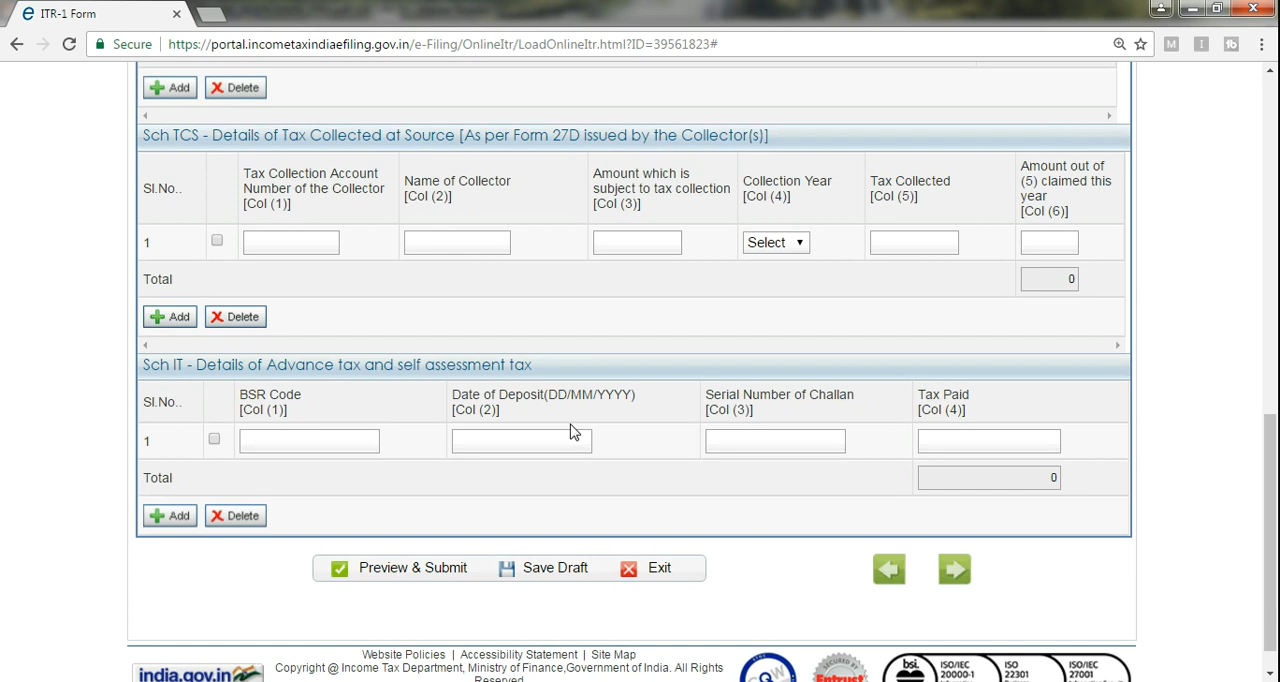 ITR-1 Form
Secure https://portal.incometaxindiaefiling.gov.in/e-Filing/OnlineItr/LoadOnlineItr.html?ID=39561823#
Add Delete
Sch TCS - Details of Tax Collected at Source [As per Form 27D issued by the Collector(s)]
Sl.No..
Tax Collection Account
Number of the Collector
[Col (1)]
Name of Collector
[Col (2)]
Amount which is
subject to tax collection
[Col (3)]
Collection Year
[Col (4)]
Tax Collected
[Col (5)]
Amount out of
(5) claimed this
year
[Col (6)]
1 Select
Total 0
Add Delete
Sch IT - Details of Advance tax and self assessment tax
Sl.No..
BSR Code
[Col (1)]
Date of Deposit(DD/MM/YYYY)
[Col (2)]
Serial Number of Challan
[Col (3)]
Tax Paid
[Col (4)]
1
Total 0
Add Delete
Preview & Submit Save Draft Exit
Website Policies | Accessibility Statement | Site Map
Copyright @ Income Tax Department, Ministry of Finance,Government of India. All Rights
Reserved
india.gov.in
SECURED BY
Entrust
bsi.
ISO/IEC
20000-1
ISO
22301
ISO/IEC
27001